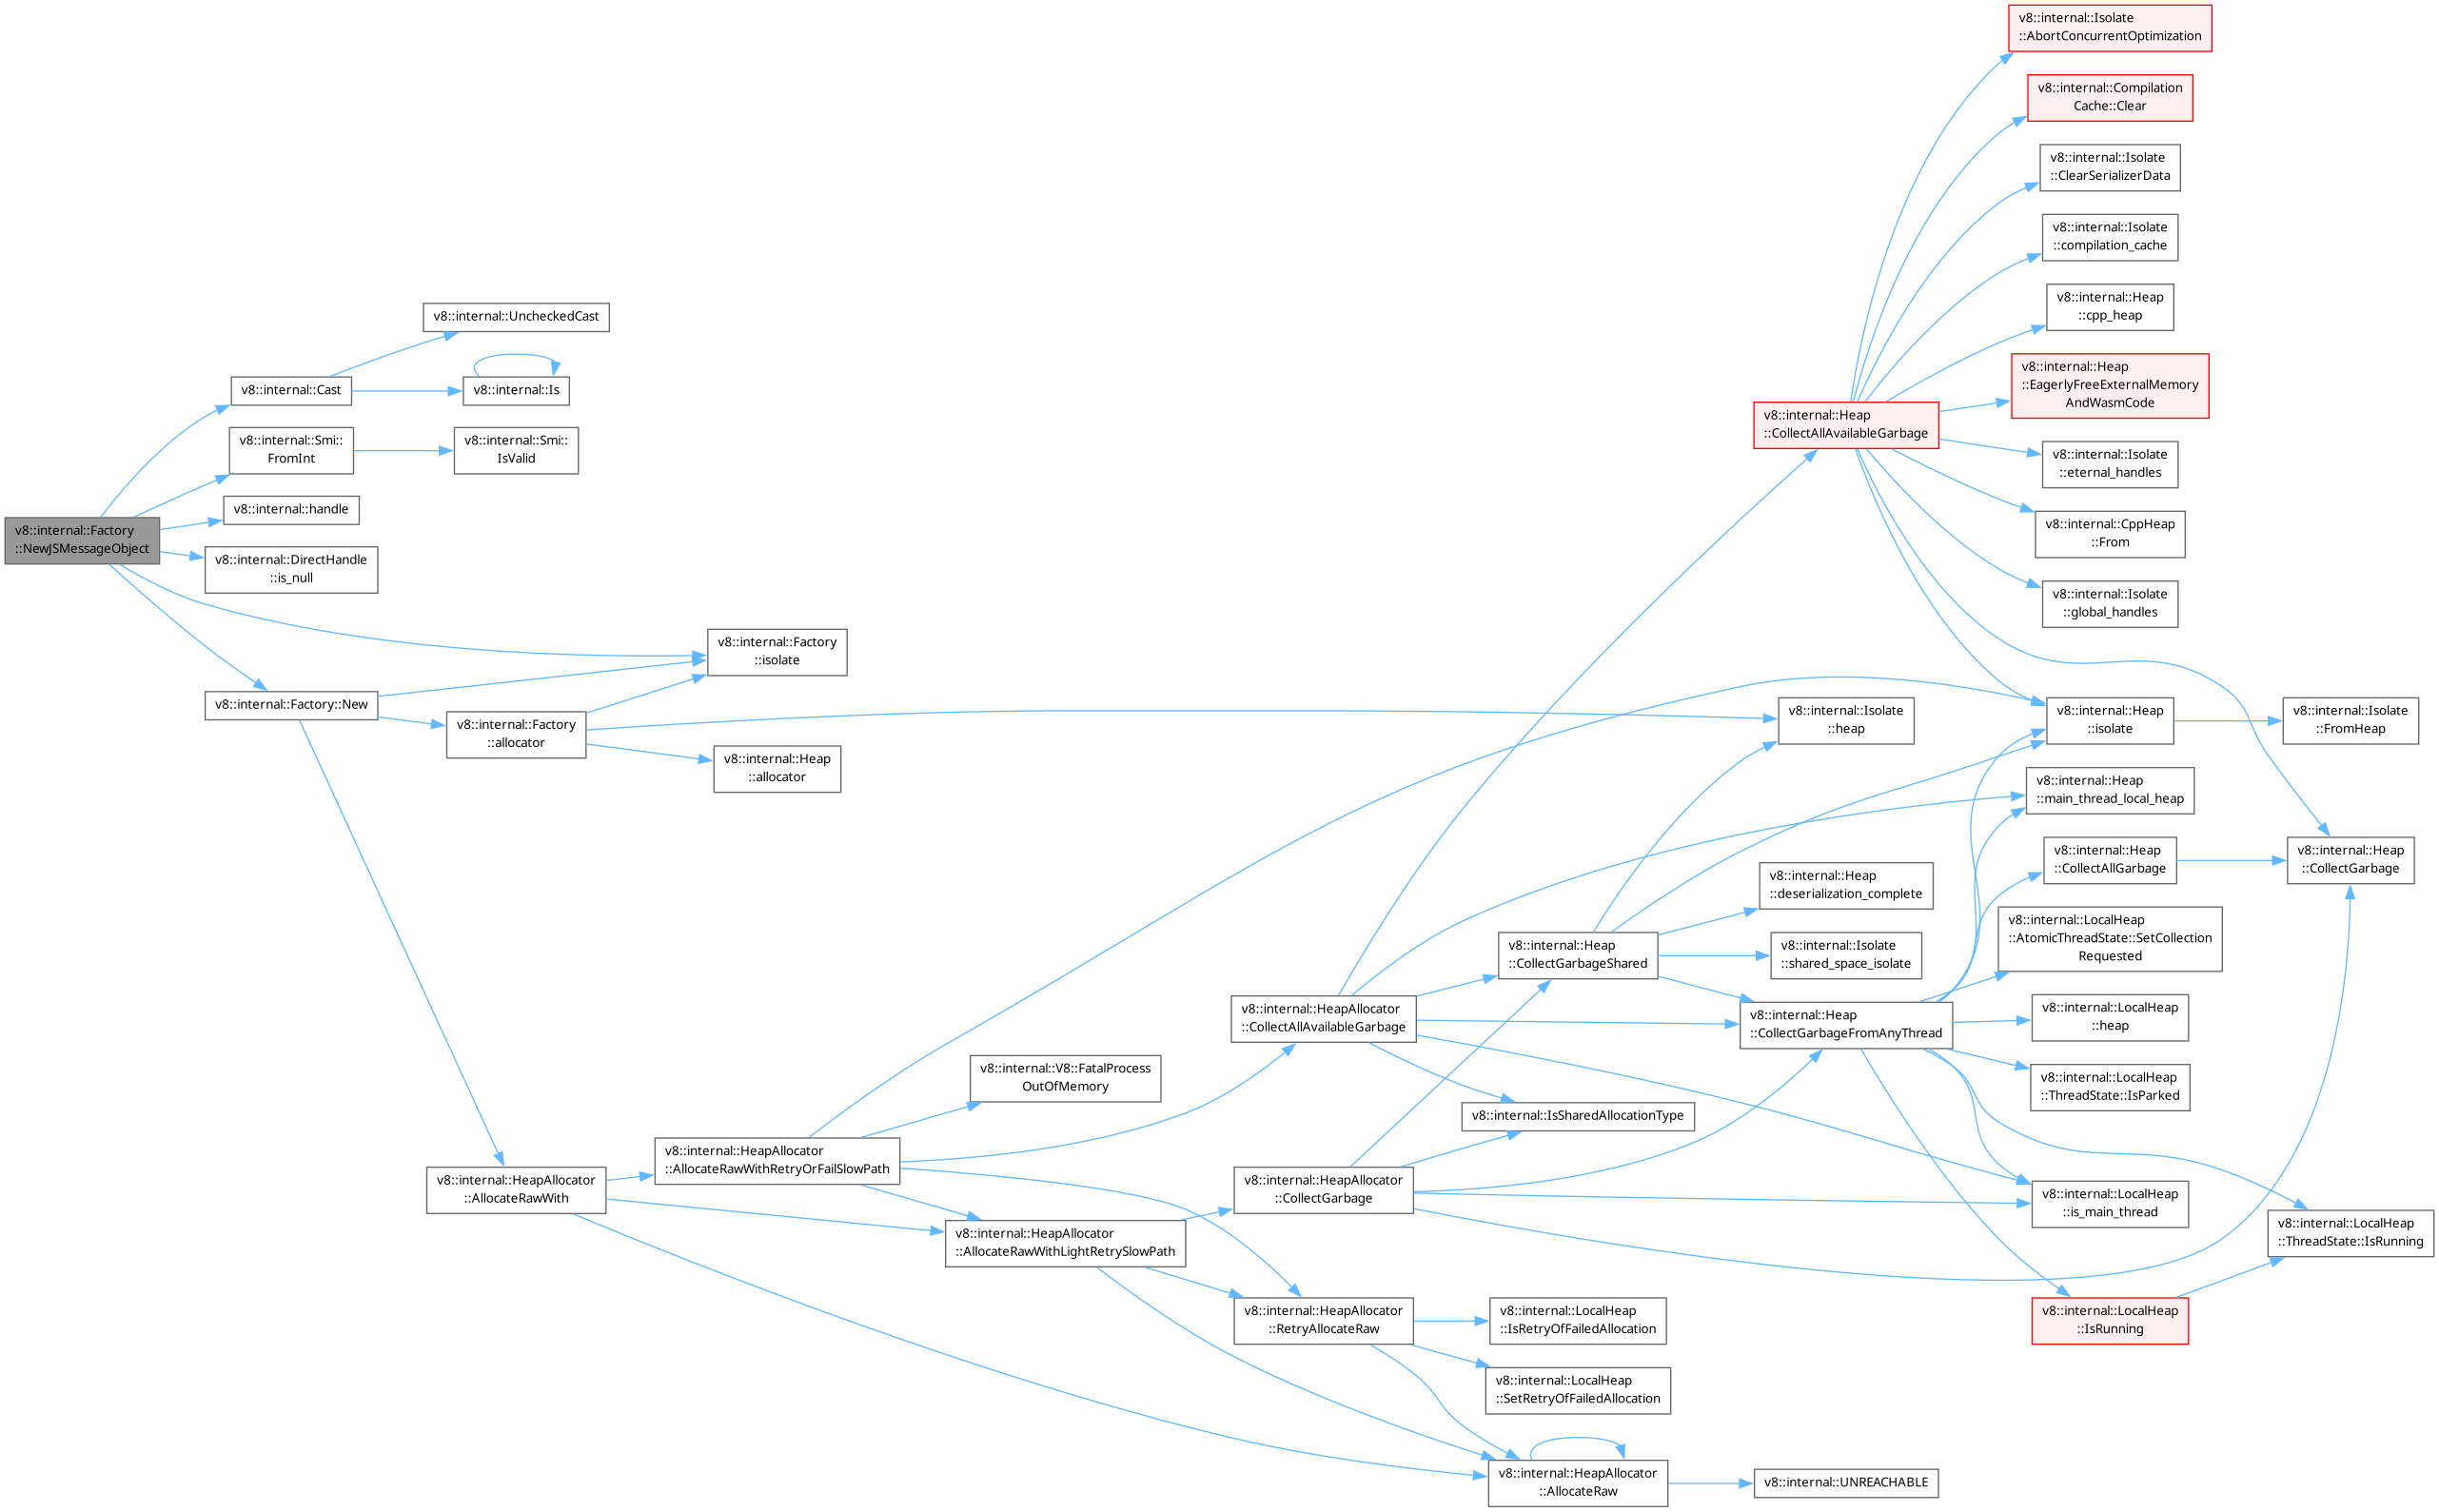 v8::internal::Factory
::NewJSMessageObject
v8::internal::Cast
v8::internal::UncheckedCast
v8::internal::Is
v8::internal::Smi::
FromInt
v8::internal::Smi::
IsValid
v8::internal::handle
v8::internal::DirectHandle
::is_null
v8::internal::Factory
::isolate
v8::internal::Factory::New
v8::internal::Factory
::allocator
v8::internal::Heap
::allocator
v8::internal::Isolate
::heap
v8::internal::HeapAllocator
::AllocateRawWith
v8::internal::HeapAllocator
::AllocateRawWithRetryOrFailSlowPath
v8::internal::V8::FatalProcess
OutOfMemory
v8::internal::HeapAllocator
::AllocateRawWithLightRetrySlowPath
v8::internal::HeapAllocator
::CollectAllAvailableGarbage
v8::internal::HeapAllocator
::CollectGarbage
v8::internal::HeapAllocator
::RetryAllocateRaw
v8::internal::Heap
::CollectGarbageShared
v8::internal::IsSharedAllocationType
v8::internal::LocalHeap
::IsRetryOfFailedAllocation
v8::internal::LocalHeap
::SetRetryOfFailedAllocation
v8::internal::HeapAllocator
::AllocateRaw
v8::internal::UNREACHABLE
v8::internal::Heap
::CollectAllAvailableGarbage
v8::internal::Heap
::deserialization_complete
v8::internal::Isolate
::shared_space_isolate
v8::internal::Heap
::CollectGarbageFromAnyThread
v8::internal::Isolate
::AbortConcurrentOptimization
v8::internal::Compilation
Cache::Clear
v8::internal::Isolate
::ClearSerializerData
v8::internal::Isolate
::compilation_cache
v8::internal::Heap
::cpp_heap
v8::internal::Heap
::EagerlyFreeExternalMemory
AndWasmCode
v8::internal::Isolate
::eternal_handles
v8::internal::CppHeap
::From
v8::internal::Isolate
::global_handles
v8::internal::Heap
::isolate
v8::internal::Isolate
::FromHeap
v8::internal::Heap
::main_thread_local_heap
v8::internal::Heap
::CollectAllGarbage
v8::internal::Heap
::CollectGarbage
v8::internal::LocalHeap
::AtomicThreadState::SetCollection
Requested
v8::internal::LocalHeap
::heap
v8::internal::LocalHeap
::ThreadState::IsParked
v8::internal::LocalHeap
::is_main_thread
v8::internal::LocalHeap
::ThreadState::IsRunning
v8::internal::LocalHeap
::IsRunning